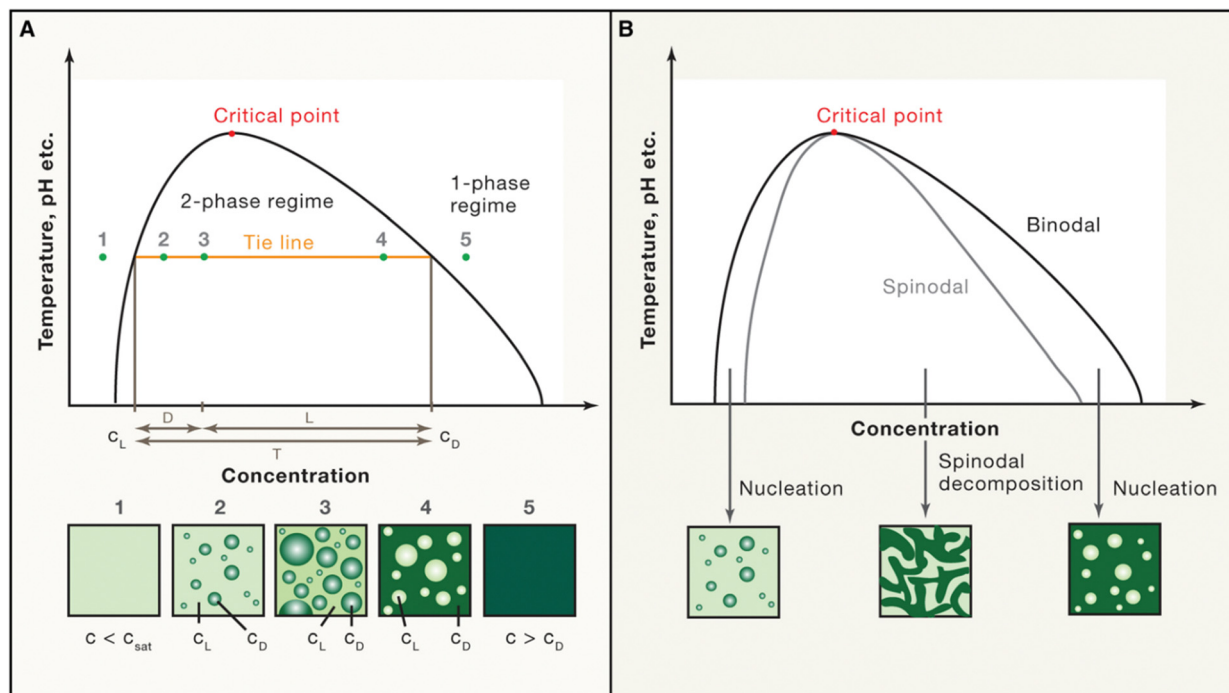 A
Temperature, pH etc.
Critical point
2-phase regime
1-phase
regime
1
2
3
Tie line
4
5
D
L
C_L
C_D
T
Concentration
1
2
3
4
5
c < c_sat
c_L
c_D
c_L
c_D
c_L
c_D
c > c_D
B
Temperature, pH etc.
Critical point
Binodal
Spinodal
Concentration
Nucleation
Spinodal
decomposition
Nucleation